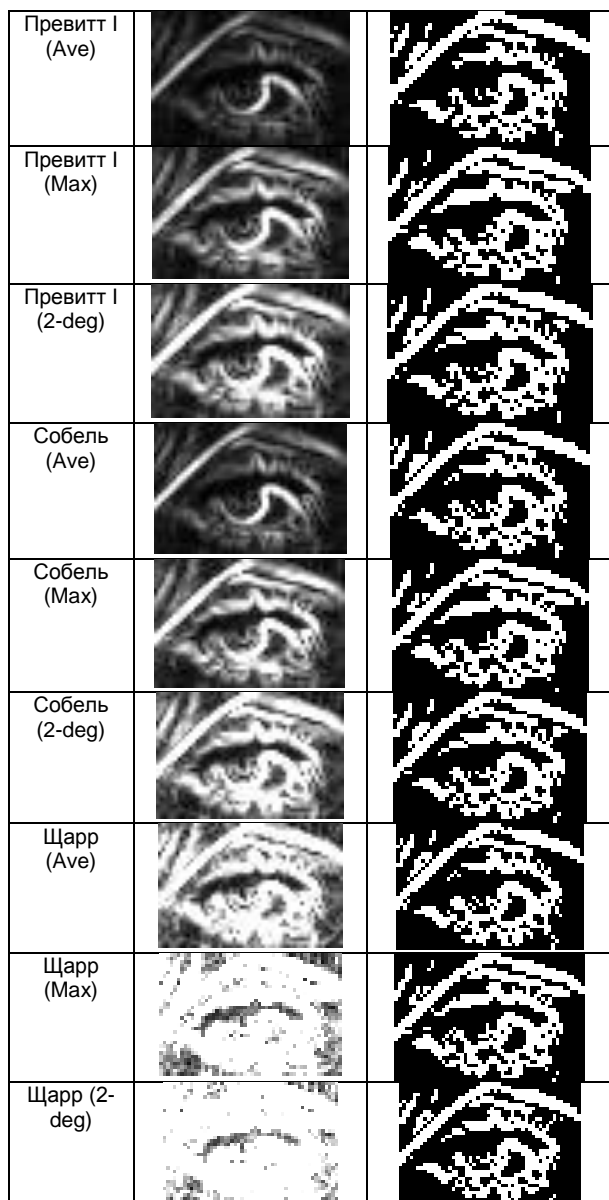 Превитт I
(Ave)
Превитт I
(Max)
Превитт I
(2-deg)
Собель
(Ave)
Собель
(Max)
Собель
(2-deg)
Щарр
(Ave)
Щарр
(Max)
Щарр (2-
deg)